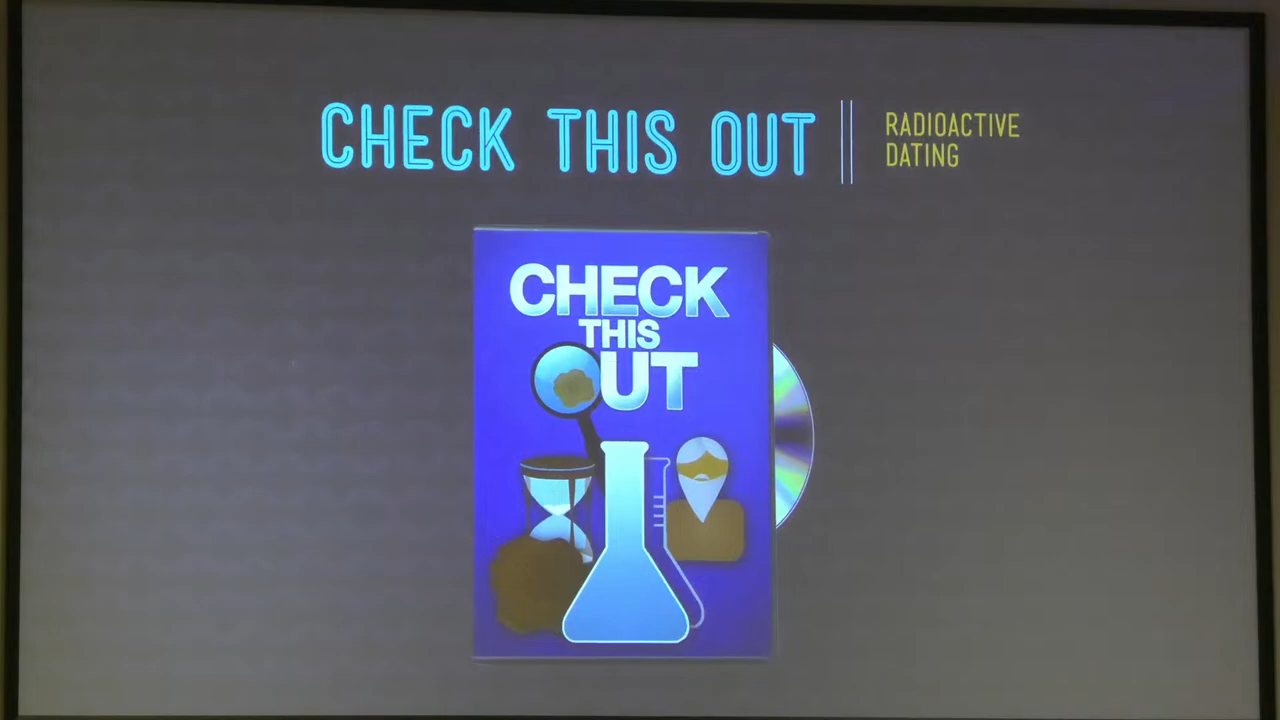 CHECK THIS OUT
RADIOACTIVE
DATING
CHECK
THIS
OUT